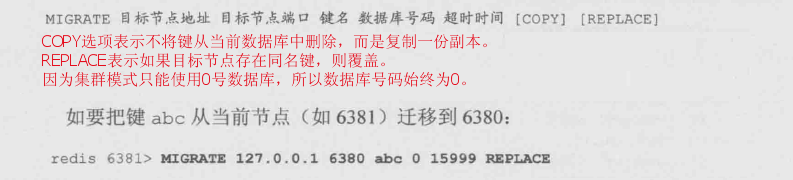 MIGRATE 目标节点地址 目标节点端口 键名 数据库号码 超时时间 [COPY] [REPLACE]
COPY选项表示不将键从当前数据库中删除，而是复制一份副本。
REPLACE表示如果目标节点存在同名键，则覆盖。
因为集群模式只能使用0号数据库，所以数据库号码始终为0。
如要把键 abc 从当前节点（如 6381）迁移到 6380：
redis 6381> MIGRATE 127.0.0.1 6380 abc 0 15999 REPLACE